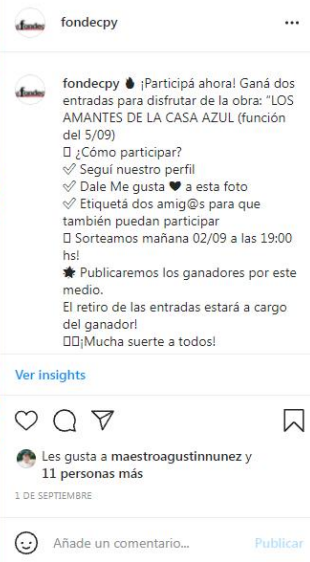 fondecpy
fondecpy 🔥 ¡Participá ahora! Ganá dos
entradas para disfrutar de la obra: "LOS
AMANTES DE LA CASA AZUL (función
del 5/09)
▯ ¿Cómo participar?
✅ Seguí nuestro perfil
✅ Dale Me gusta ❤ a esta foto
✅ Etiquetá dos amig@s para que
también puedan participar
▯ Sorteamos mañana 02/09 a las 19:00
hs!
★ Publicaremos los ganadores por este
medio.
El retiro de las entradas estará a cargo
del ganador!
▯▯¡Mucha suerte a todos!
Ver insights
Les gusta a maestroagustinnunez y
11 personas más
1 DE SEPTIEMBRE
Añade un comentario...
Publicar